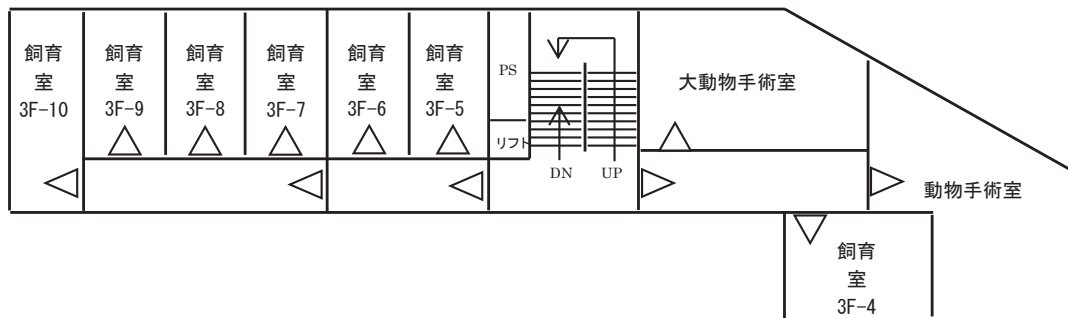 飼育
室
3F-10
飼育
室
3F-9
飼育
室
3F-8
飼育
室
3F-7
飼育
室
3F-6
飼育
室
3F-5
PS
リフト
DN
UP
大動物手術室
動物手術室
飼育
室
3F-4